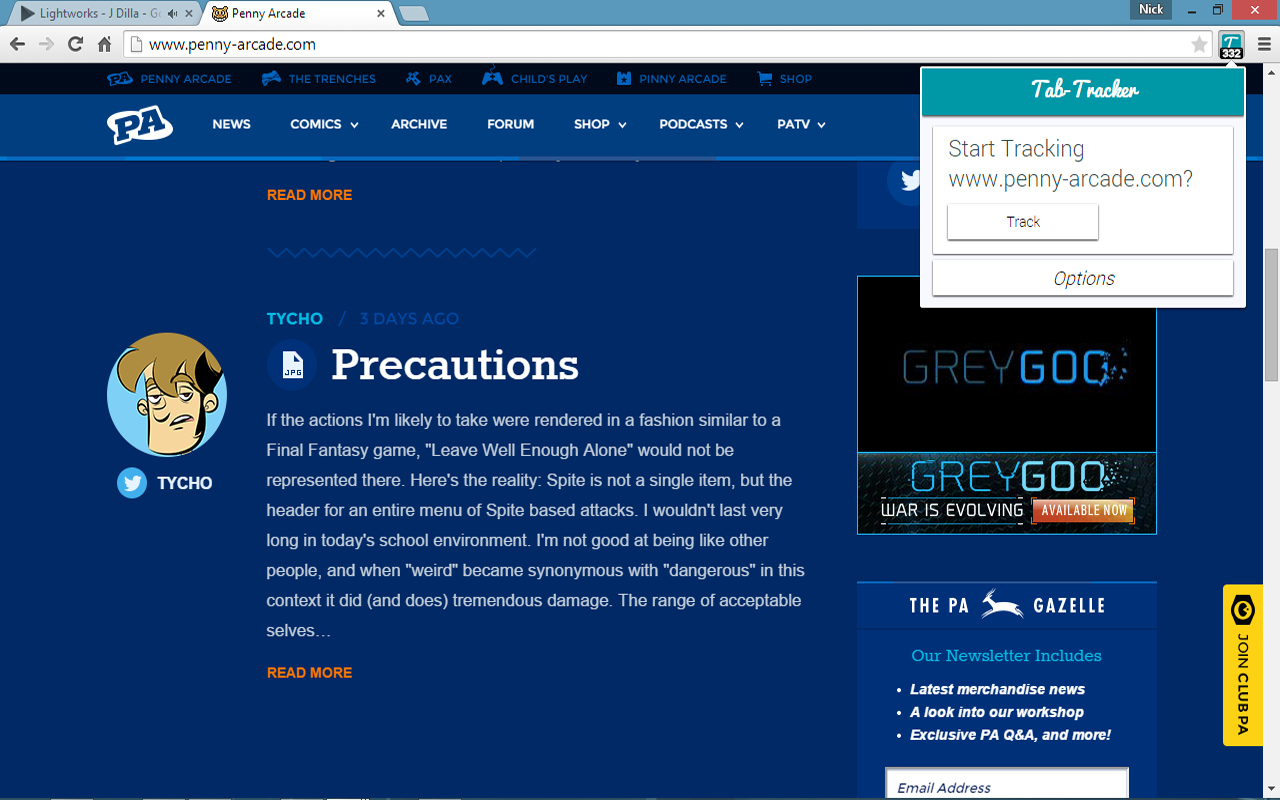 Lightworks - J Dilla - Go
Penny Arcade
Nick
www.penny-arcade.com
332
PENNY ARCADE
THE TRENCHES
PAX
CHILD'S PLAY
PINNY ARCADE
SHOP
PA
NEWS
COMICS
ARCHIVE
FORUM
SHOP
PODCASTS
PATV
Tab-Tracker
Start Tracking
www.penny-arcade.com?
Track
Options
READ MORE
TYCHO / 3 DAYS AGO
JPG
Precautions
If the actions I'm likely to take were rendered in a fashion similar to a
Final Fantasy game, "Leave Well Enough Alone" would not be
represented there. Here's the reality: Spite is not a single item, but the
header for an entire menu of Spite based attacks. I wouldn't last very
long in today's school environment. I'm not good at being like other
people, and when "weird" became synonymous with "dangerous" in this
context it did (and does) tremendous damage. The range of acceptable
selves…
READ MORE
TYCHO
GREYGOO
GREYGOO
WAR IS EVOLVING
AVAILABLE NOW
THE PA GAZELLE
Our Newsletter Includes
• Latest merchandise news
• A look into our workshop
• Exclusive PA Q&A, and more!
Email Address
JOIN CLUB PA